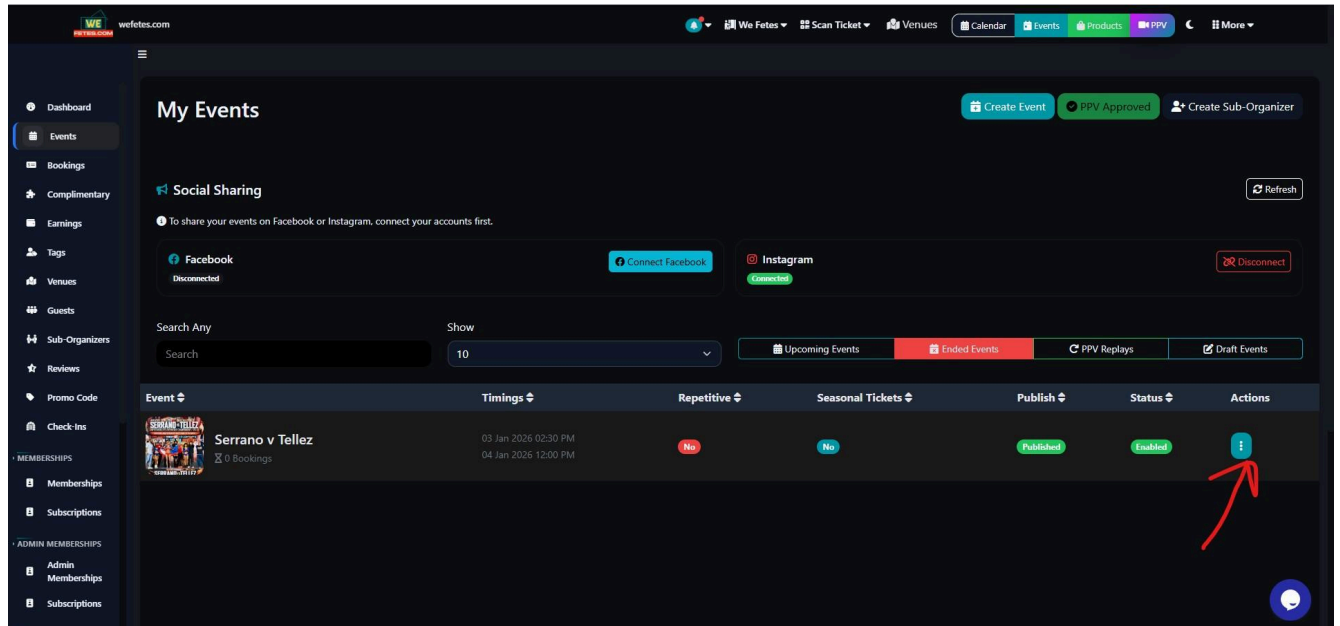 WE
FETES.COM
wefetes.com
We Fetes
Scan Ticket
Venues
Calendar
Events
Products
PPV
More
Dashboard
Events
Bookings
Complimentary
Earnings
Tags
Venues
Guests
Sub-Organizers
Reviews
Promo Code
Check-Ins
MEMBERSHIPS
Memberships
Subscriptions
ADMIN MEMBERSHIPS
Admin
Memberships
Subscriptions
My Events
Create Event
PPV Approved
Create Sub-Organizer
Social Sharing
Refresh
To share your events on Facebook or Instagram, connect your accounts first.
Facebook
Disconnected
Connect Facebook
Instagram
Connected
Disconnect
Search Any
Search
Show
10
Upcoming Events
Ended Events
PPV Replays
Draft Events
Event
Timings
Repetitive
Seasonal Tickets
Publish
Status
Actions
SERRANO-TELLEZ
Serrano v Tellez
0 Bookings
03 Jan 2026 02:30 PM
04 Jan 2026 12:00 PM
No
No
Published
Enabled